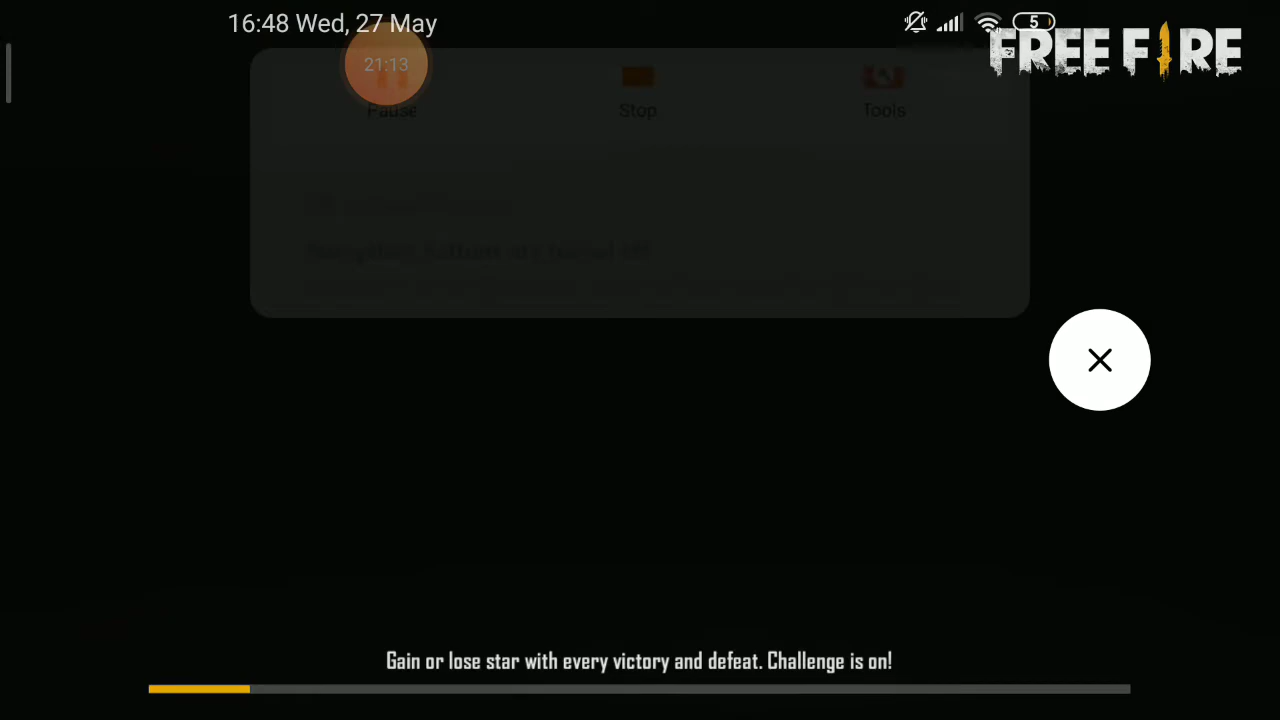 16:48 Wed, 27 May
5
FREE FIRE
21:13
Pause
Stop
Tools
Gain or lose star with every victory and defeat. Challenge is on!